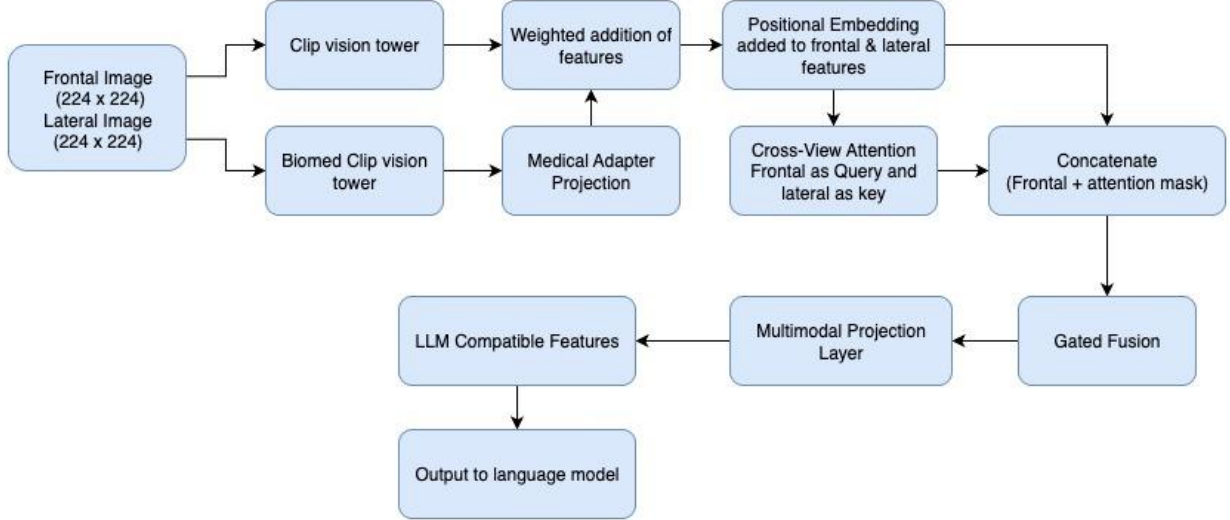 Frontal Image
(224 x 224)
Lateral Image
(224 x 224)
Clip vision tower
Weighted addition of
features
Positional Embedding
added to frontal & lateral
features
Biomed Clip vision
tower
Medical Adapter
Projection
Cross-View Attention
Frontal as Query and
lateral as key
Concatenate
(Frontal + attention mask)
LLM Compatible Features
Multimodal Projection
Layer
Gated Fusion
Output to language model